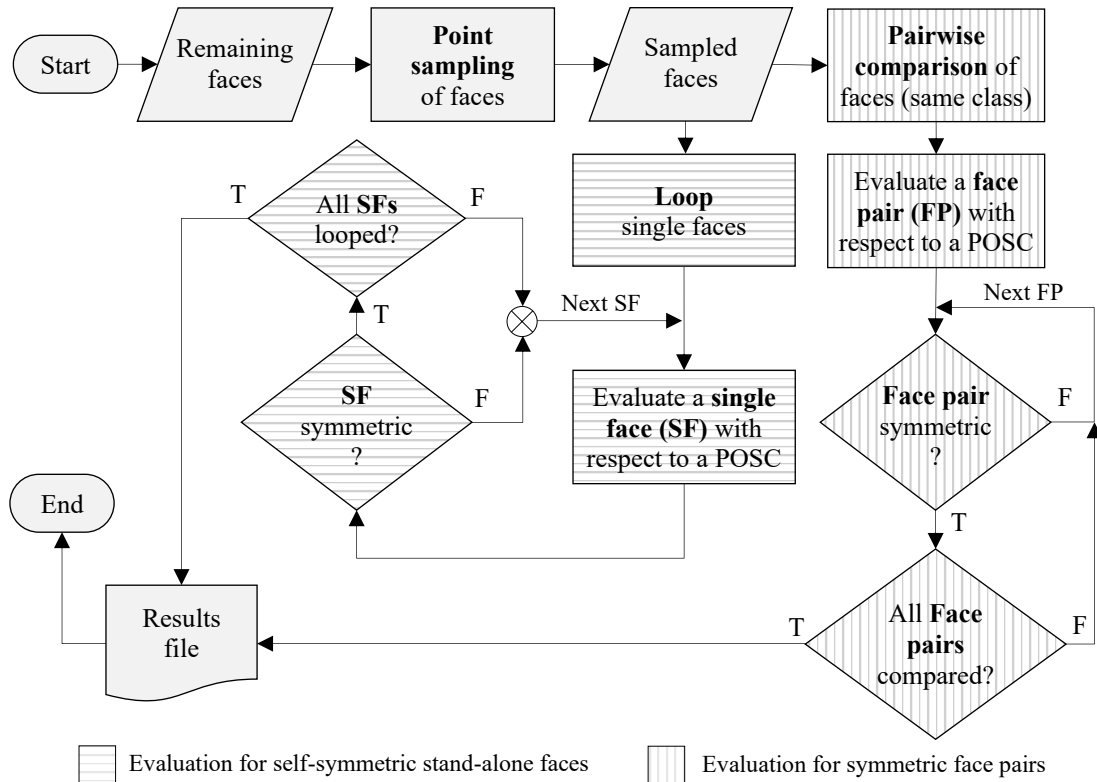 Start
Remaining
faces
Point
sampling
of faces
Sampled
faces
Pairwise
comparison of
faces (same class)
T
All SFs
looped?
F
Loop
single faces
Evaluate a face
pair (FP) with
respect to a POSC
Next SF
Next FP
T
SF
symmetric
?
F
Evaluate a single
face (SF) with
respect to a POSC
Face pair
symmetric
?
F
T
End
Results
file
T
All Face
pairs
compared?
F
Evaluation for self-symmetric stand-alone faces
Evaluation for symmetric face pairs